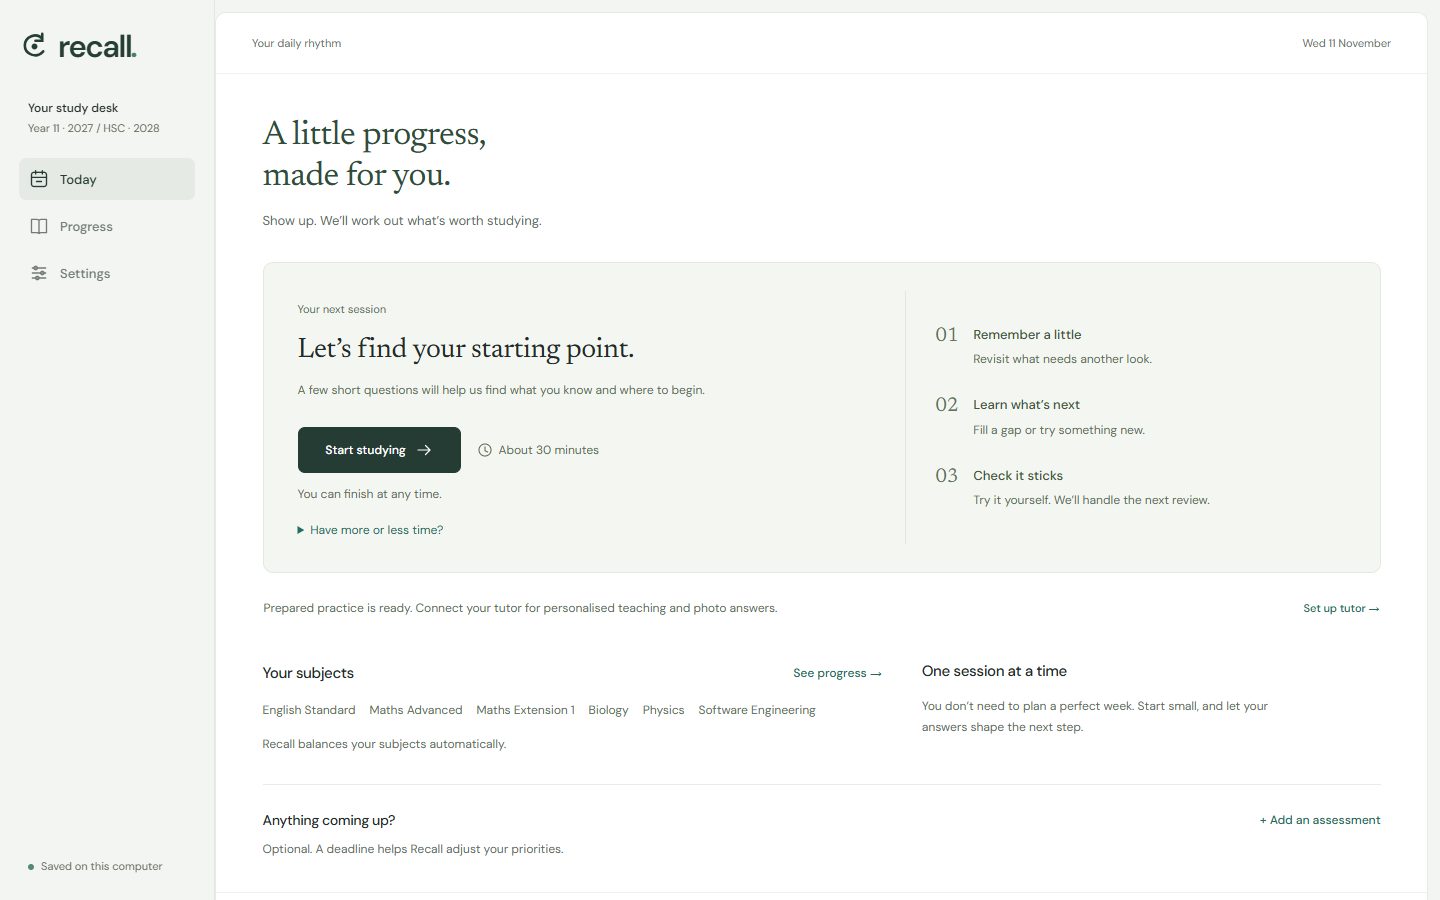 recall.
Your study desk
Year 11 · 2027 / HSC · 2028
Today
Progress
Settings
Saved on this computer
Your daily rhythm
Wed 11 November
A little progress,
made for you.
Show up. We’ll work out what’s worth studying.
Your next session
Let’s find your starting point.
A few short questions will help us find what you know and where to begin.
Start studying →
About 30 minutes
You can finish at any time.
Have more or less time?
01 Remember a little
Revisit what needs another look.
02 Learn what’s next
Fill a gap or try something new.
03 Check it sticks
Try it yourself. We’ll handle the next review.
Prepared practice is ready. Connect your tutor for personalised teaching and photo answers.
Set up tutor →
Your subjects
See progress →
English Standard Maths Advanced Maths Extension 1 Biology Physics Software Engineering
Recall balances your subjects automatically.
One session at a time
You don’t need to plan a perfect week. Start small, and let your
answers shape the next step.
Anything coming up?
+ Add an assessment
Optional. A deadline helps Recall adjust your priorities.